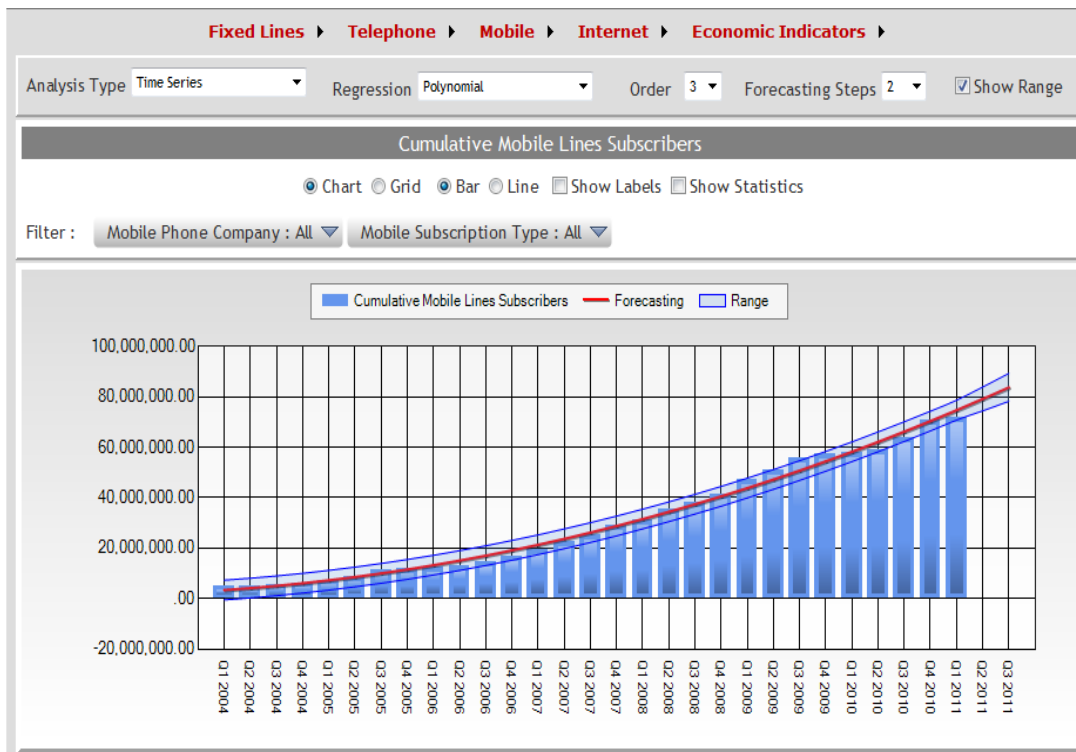 Fixed Lines Telephone Mobile Internet Economic Indicators
Analysis Type Time Series Regression Polynomial Order 3 Forecasting Steps 2 Show Range
Cumulative Mobile Lines Subscribers
Chart Grid Bar Line Show Labels Show Statistics
Filter : Mobile Phone Company : All Mobile Subscription Type : All
Cumulative Mobile Lines Subscribers Forecasting Range
100,000,000.00
80,000,000.00
60,000,000.00
40,000,000.00
20,000,000.00
.00
-20,000,000.00
Q1 2004
Q2 2004
Q3 2004
Q4 2004
Q1 2005
Q2 2005
Q3 2005
Q4 2005
Q1 2006
Q2 2006
Q3 2006
Q4 2006
Q1 2007
Q2 2007
Q3 2007
Q4 2007
Q1 2008
Q2 2008
Q3 2008
Q4 2008
Q1 2009
Q2 2009
Q3 2009
Q4 2009
Q1 2010
Q2 2010
Q3 2010
Q4 2010
Q1 2011
Q2 2011
Q3 2011